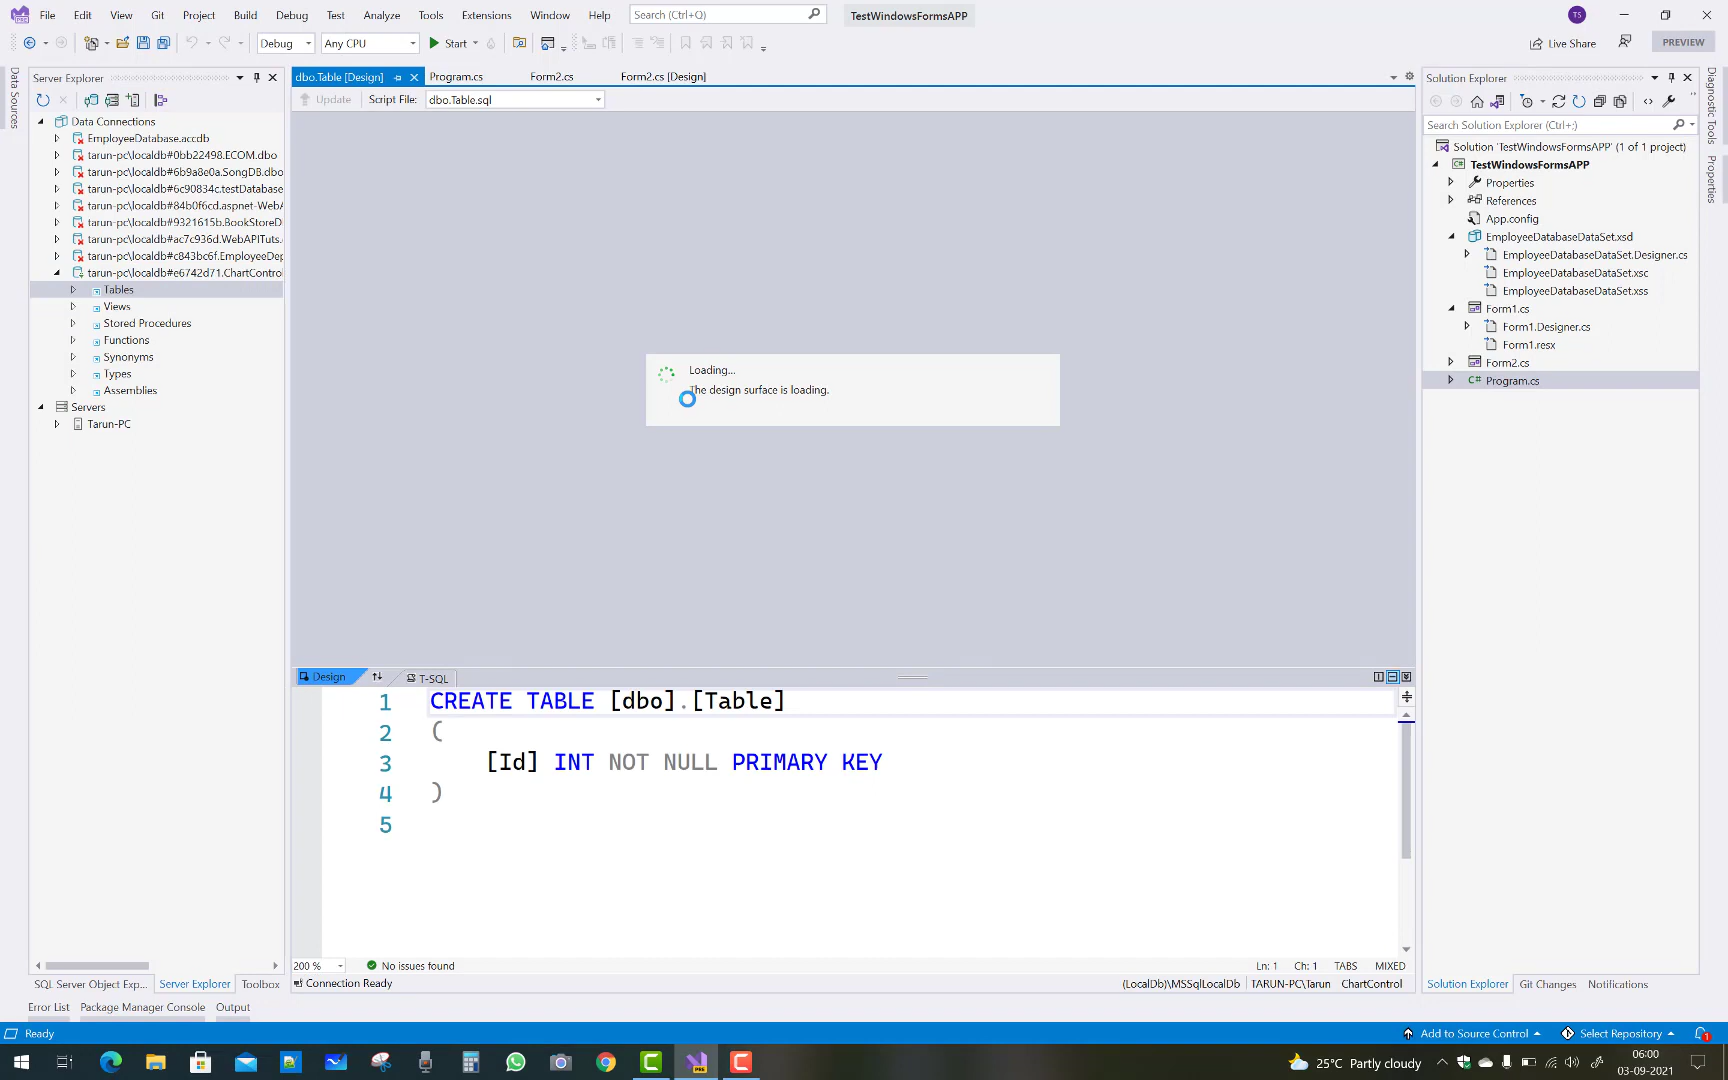 File Edit View Git Project Build Debug Test Analyze Tools Extensions Window Help Search (Ctrl+Q) TestWindowsFormsAPP TS
Debug Any CPU Start Live Share PREVIEW
Data Sources
Server Explorer
Data Connections
EmployeeDatabase.accdb
tarun-pc\localdb#0bb22498.ECOM.dbo
tarun-pc\localdb#6b9a8e0a.SongDB.dbo
tarun-pc\localdb#6c90834c.testDatabase
tarun-pc\localdb#84b0f6cd.aspnet-WebA
tarun-pc\localdb#9321615b.BookStoreD
tarun-pc\localdb#ac7c936d.WebAPITuts.
tarun-pc\localdb#c843bc6f.EmployeeDep
tarun-pc\localdb#e6742d71.ChartContro
Tables
Views
Stored Procedures
Functions
Synonyms
Types
Assemblies
Servers
Tarun-PC
SQL Server Object Exp... Server Explorer Toolbox
dbo.Table [Design] Program.cs Form2.cs Form2.cs [Design]
Update Script File: dbo.Table.sql
Loading...
The design surface is loading.
Design T-SQL
1 CREATE TABLE [dbo].[Table]
2 (
3 [Id] INT NOT NULL PRIMARY KEY
4 )
5
200 % No issues found Ln: 1 Ch: 1 TABS MIXED
Connection Ready (LocalDb)\MSSqlLocalDb TARUN-PC\Tarun ChartControl
Solution Explorer
Search Solution Explorer (Ctrl+;)
Solution 'TestWindowsFormsAPP' (1 of 1 project)
TestWindowsFormsAPP
Properties
References
App.config
EmployeeDatabaseDataSet.xsd
EmployeeDatabaseDataSet.Designer.cs
EmployeeDatabaseDataSet.xsc
EmployeeDatabaseDataSet.xss
Form1.cs
Form1.Designer.cs
Form1.resx
Form2.cs
C# Program.cs
Solution Explorer Git Changes Notifications
Diagnostic Tools
Properties
Error List Package Manager Console Output
Ready Add to Source Control Select Repository 1
25°C Partly cloudy 06:00
03-09-2021